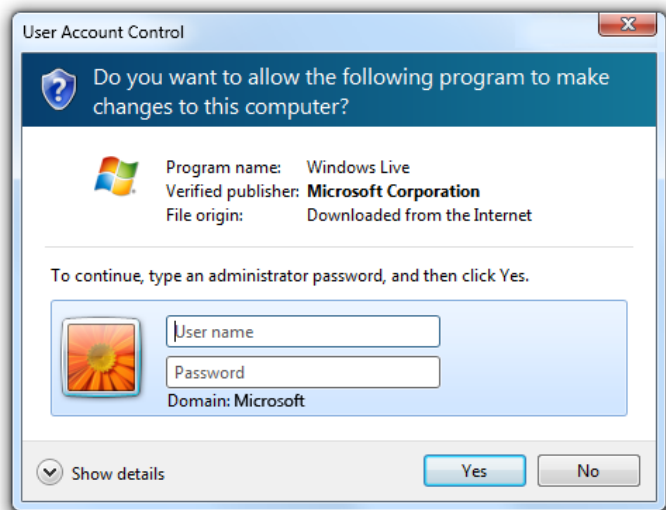 User Account Control
Do you want to allow the following program to make
changes to this computer?
Program name: Windows Live
Verified publisher: Microsoft Corporation
File origin: Downloaded from the Internet
To continue, type an administrator password, and then click Yes.
User name
Password
Domain: Microsoft
Show details Yes No